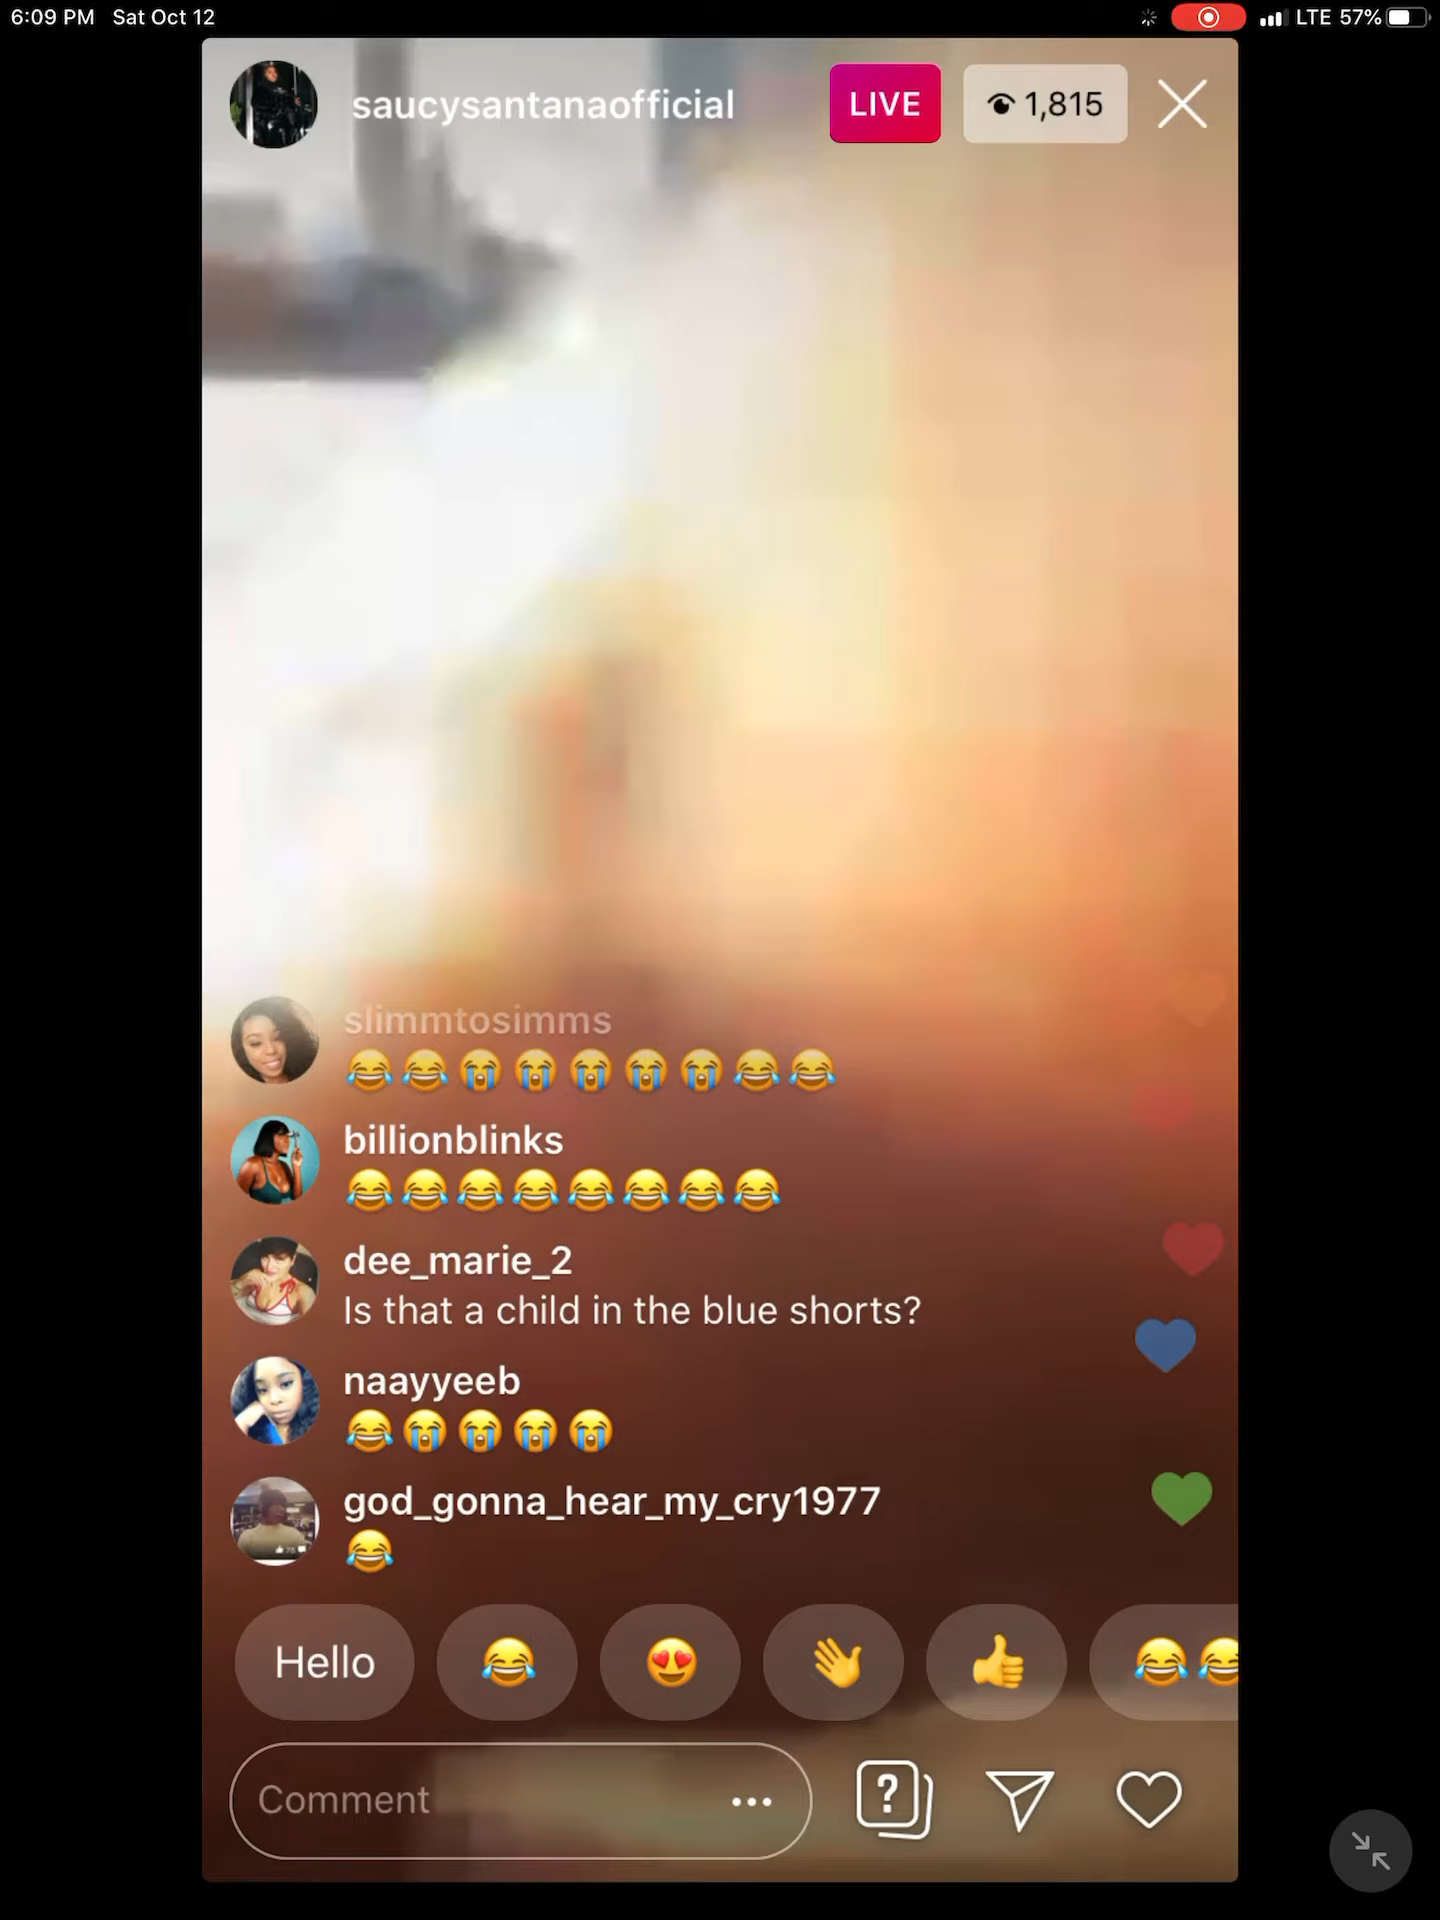 6:09 PM Sat Oct 12
LTE 57%
saucysantanaofficial
LIVE
1,815
slimmtosimms
😂😂😭😭😭😭😭😂😂
billionblinks
😂😂😂😂😂😂😂😂
dee_marie_2
Is that a child in the blue shorts?
naayyeeb
😂😭😭😭😭
god_gonna_hear_my_cry1977
😂
Hello 😂 😍 👋 👍 😂😂
Comment